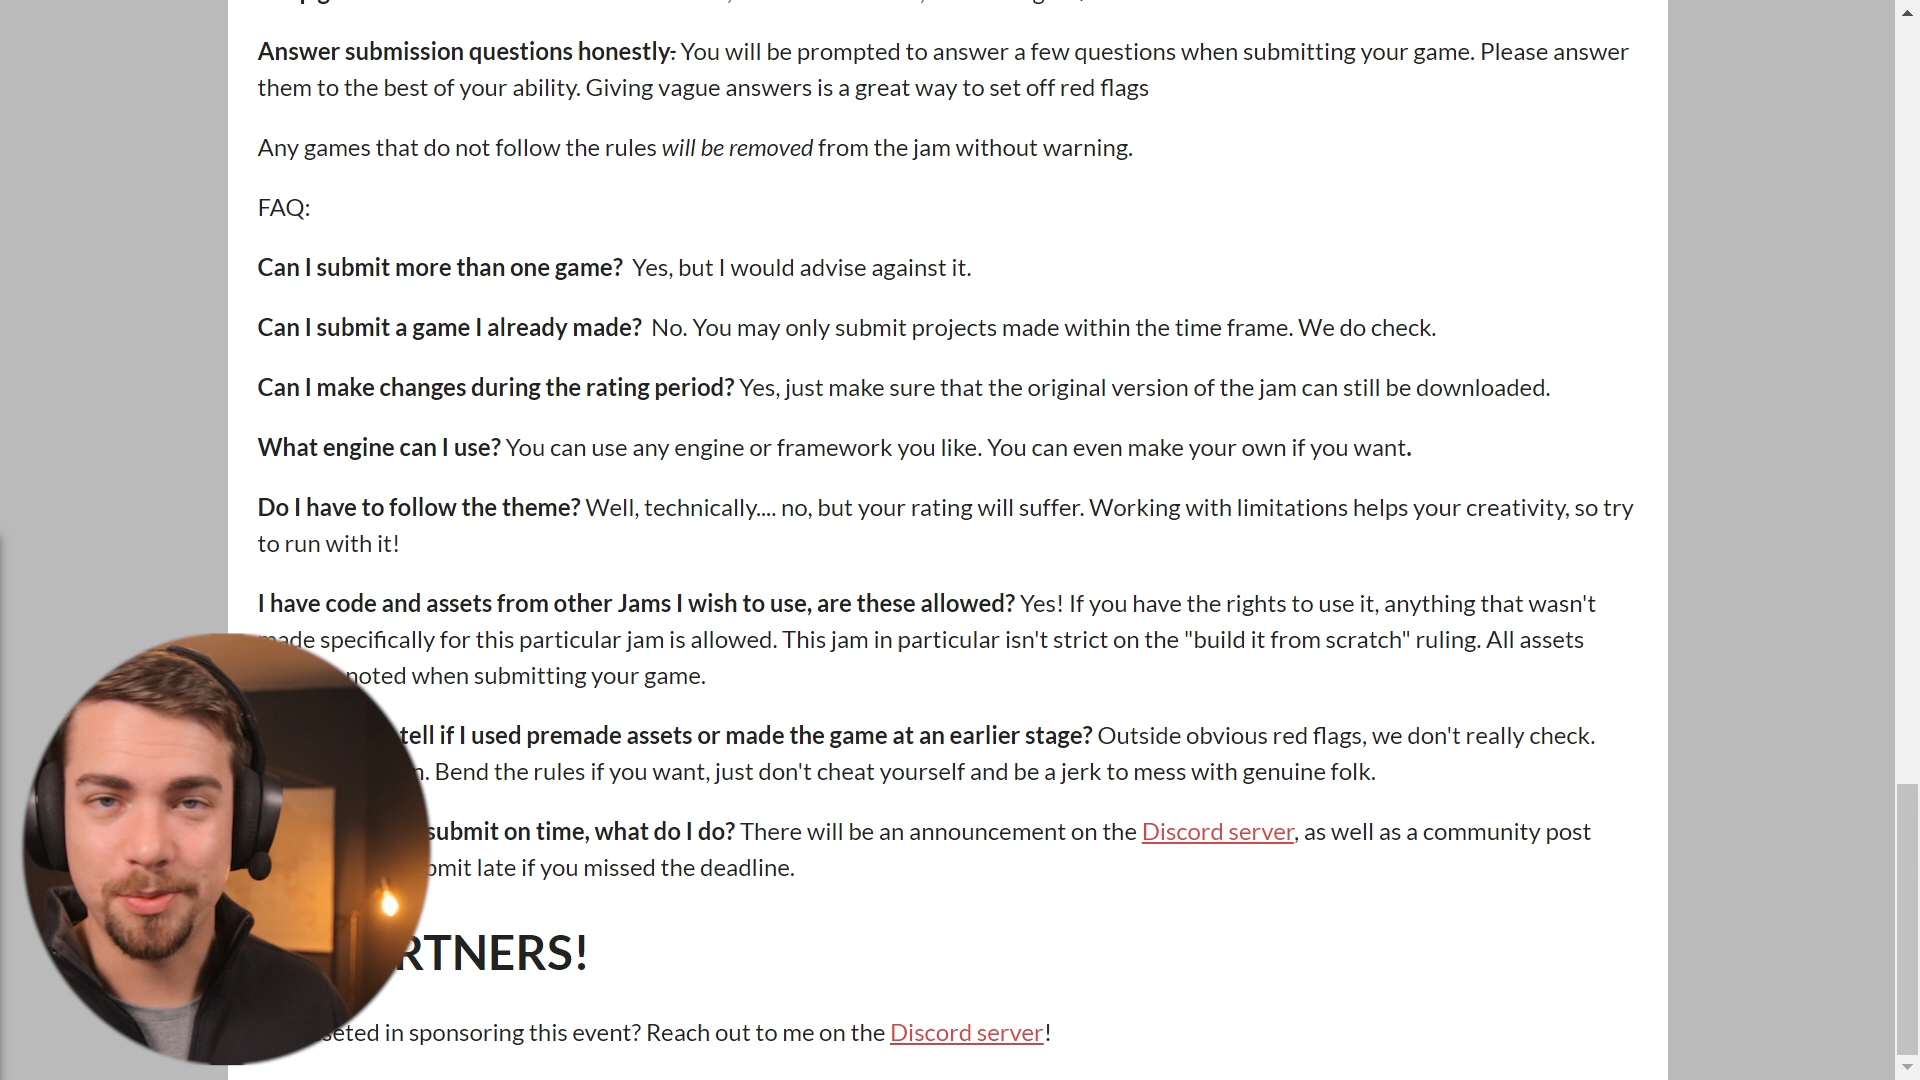 Answer submission questions honestly: You will be prompted to answer a few questions when submitting your game. Please answer
them to the best of your ability. Giving vague answers is a great way to set off red flags
Any games that do not follow the rules will be removed from the jam without warning.
FAQ:
Can I submit more than one game? Yes, but I would advise against it.
Can I submit a game I already made? No. You may only submit projects made within the time frame. We do check.
Can I make changes during the rating period? Yes, just make sure that the original version of the jam can still be downloaded.
What engine can I use? You can use any engine or framework you like. You can even make your own if you want.
Do I have to follow the theme? Well, technically.... no, but your rating will suffer. Working with limitations helps your creativity, so try
to run with it!
I have code and assets from other Jams I wish to use, are these allowed? Yes! If you have the rights to use it, anything that wasn't
made specifically for this particular jam is allowed. This jam in particular isn't strict on the "build it from scratch" ruling. All assets
noted when submitting your game.
tell if I used premade assets or made the game at an earlier stage? Outside obvious red flags, we don't really check.
Bend the rules if you want, just don't cheat yourself and be a jerk to mess with genuine folk.
submit on time, what do I do? There will be an announcement on the Discord server, as well as a community post
late if you missed the deadline.
RTNERS!
in sponsoring this event? Reach out to me on the Discord server!